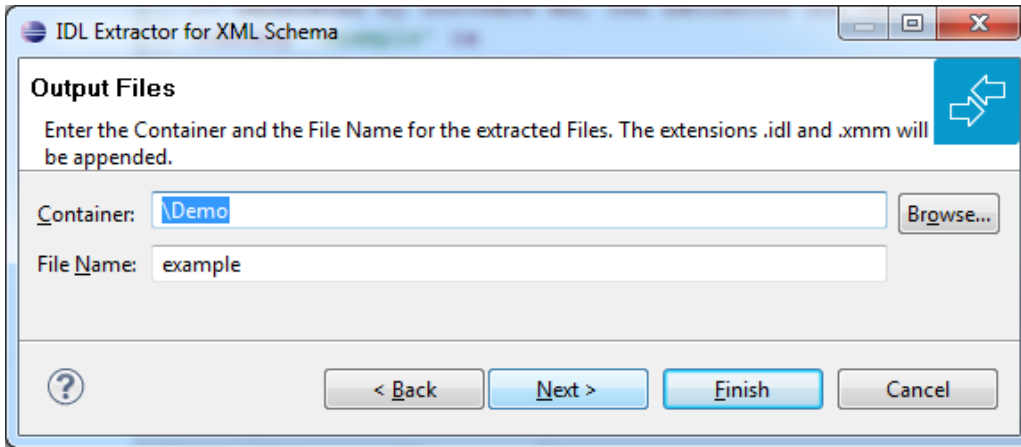 IDL Extractor for XML Schema
Output Files
Enter the Container and the File Name for the extracted Files. The extensions .idl and .xmm will
be appended.
Container: \Demo Browse...
File Name: example
? < Back Next > Finish Cancel